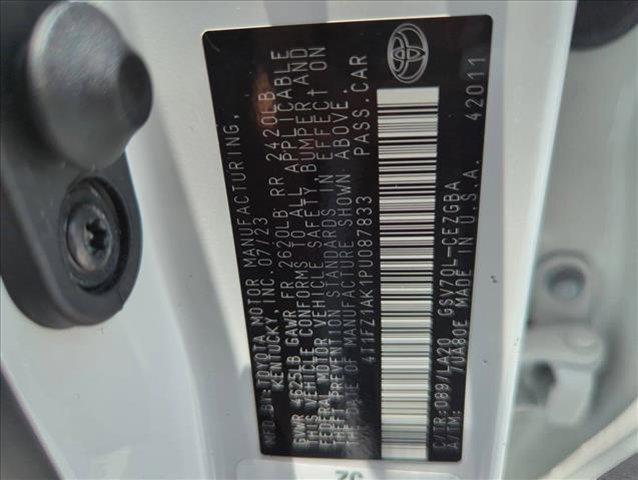 MFD.BY:TOYOTA MOTOR MANUFACTURING,
KENTUCKY, INC. 07/23
GVWR 4625LB GAWR FR 2620LB RR 2420LB
THIS VEHICLE CONFORMS TO ALL APPLICABLE
FEDERAL MOTOR VEHICLE SAFETY, BUMPER AND
THEFT PREVENTION STANDARDS IN EFFECT ON
THE DATE OF MANUFACTURE SHOWN ABOVE.
4T1FZ1AK1PU087833 PASS.CAR
C/TR:089/LA20 GSV70L-CEZGBA
A/TM: /UA80E MADE IN U.S.A. 42011